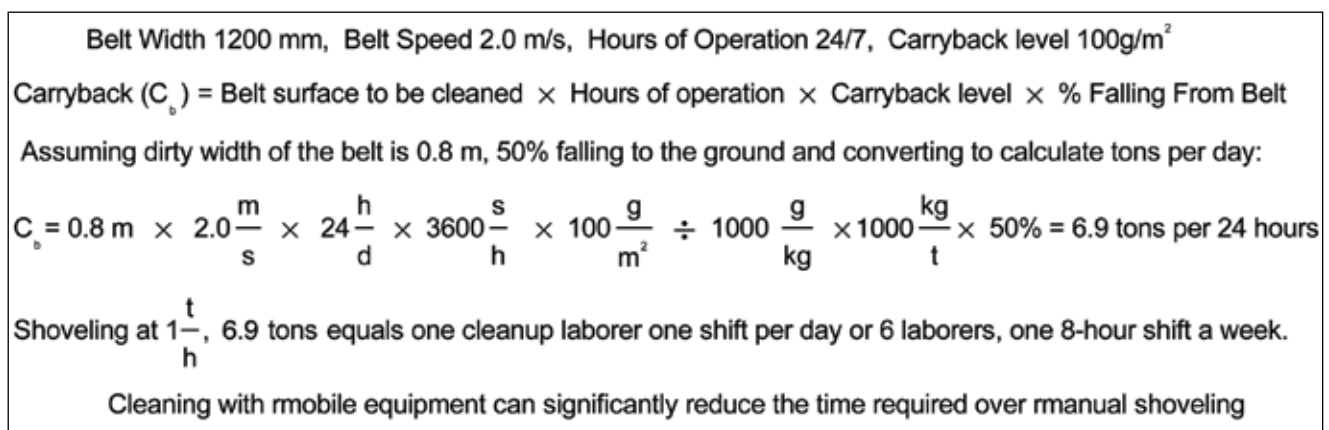 Belt Width 1200 mm, Belt Speed 2.0 m/s, Hours of Operation 24/7, Carryback level 100g/m²
Carryback (C_b) = Belt surface to be cleaned × Hours of operation × Carryback level × % Falling From Belt
Assuming dirty width of the belt is 0.8 m, 50% falling to the ground and converting to calculate tons per day:
C_b = 0.8 m × 2.0 m/s × 24 h/d × 3600 s/h × 100 g/m² ÷ 1000 g/kg ×1000 kg/t × 50% = 6.9 tons per 24 hours
Shoveling at 1 t/h, 6.9 tons equals one cleanup laborer one shift per day or 6 laborers, one 8-hour shift a week.
Cleaning with rmobile equipment can significantly reduce the time required over rmanual shoveling